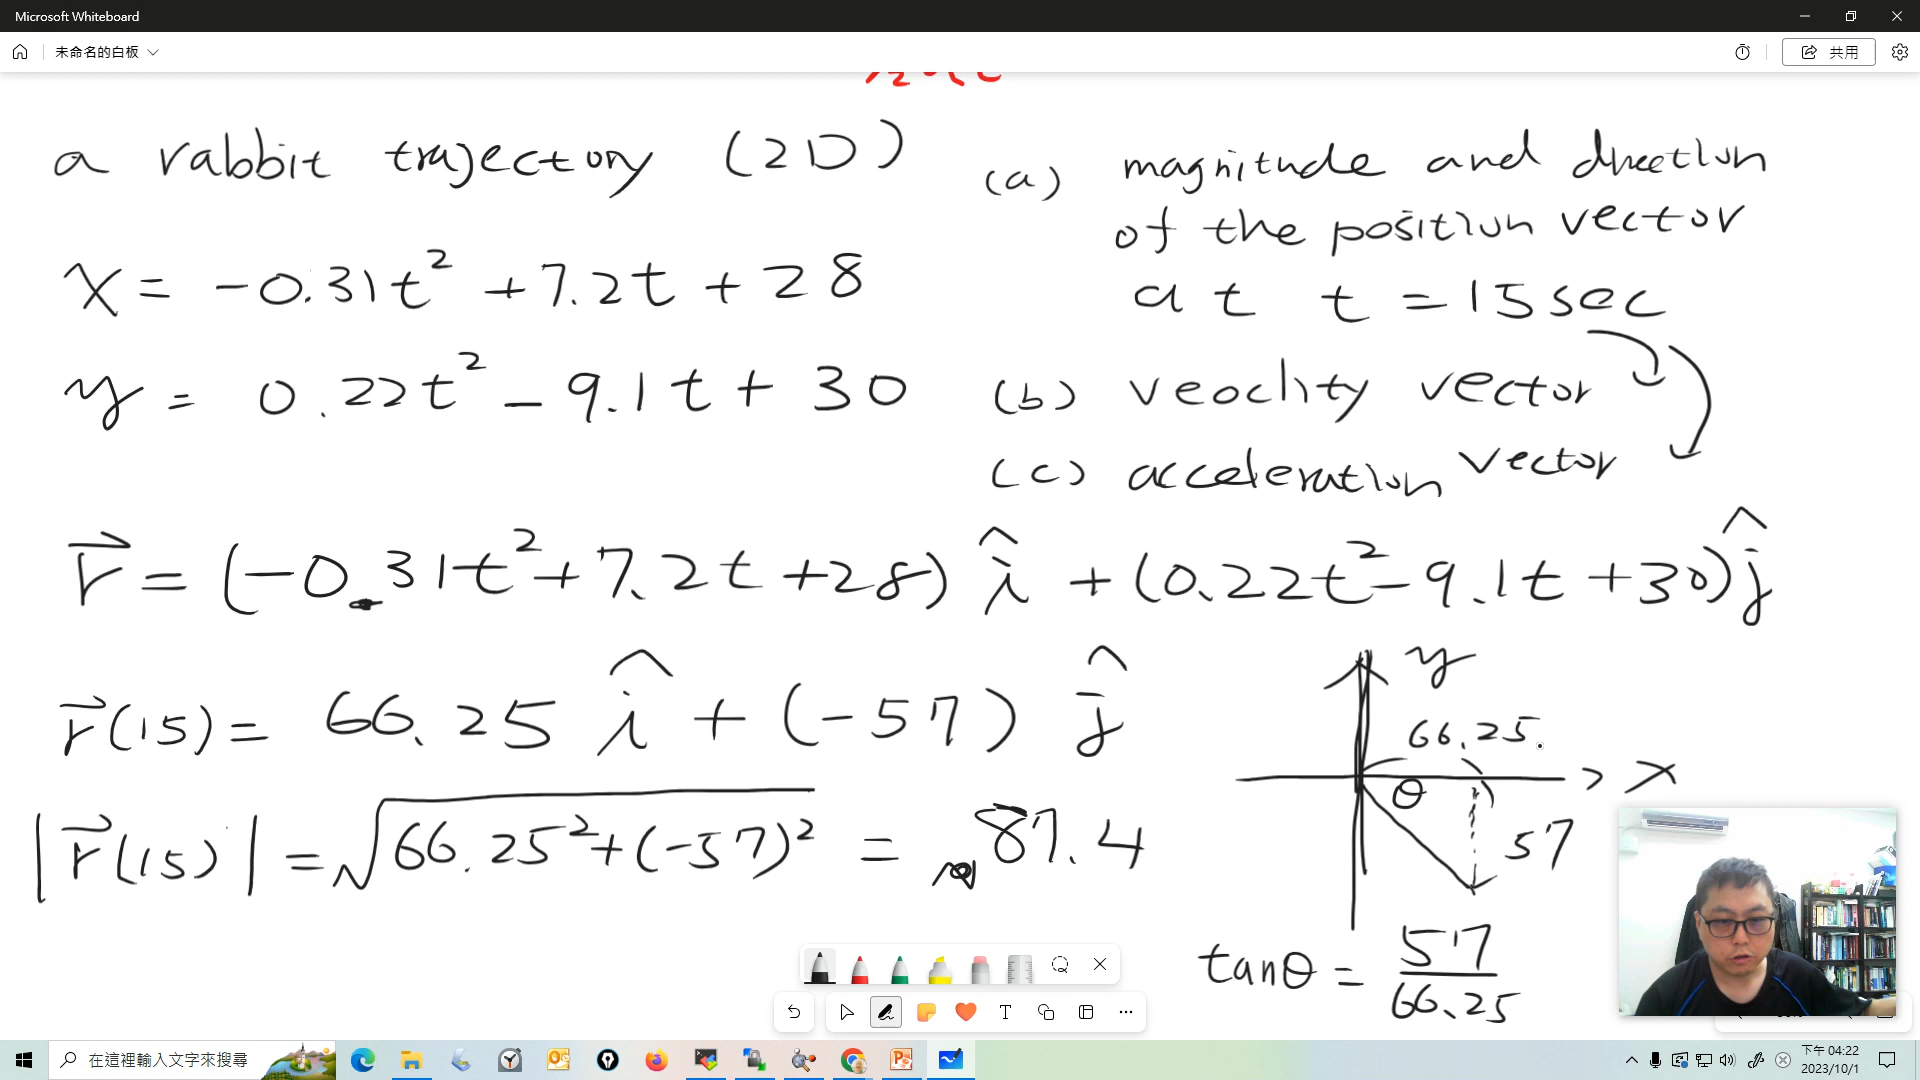 Microsoft Whiteboard
未命名的白板
共用
a rabbit trajectory (2D)
x = -0.31t² + 7.2t + 28
y = 0.22t² - 9.1t + 30
(a) magnitude and direction
of the position vector
at t = 15 sec
(b) veoclity vector
(c) acceleration vector
r⃗ = (-0.31t² + 7.2t + 28) î + (0.22t² - 9.1t + 30) ĵ
r⃗(15) = 66.25 î + (-57) ĵ
|r⃗(15)| = √66.25² + (-57)² = 87.4
y
66.25
x
θ
57
tanθ = 57/66.25
在這裡輸入文字來搜尋
下午 04:22
2023/10/1